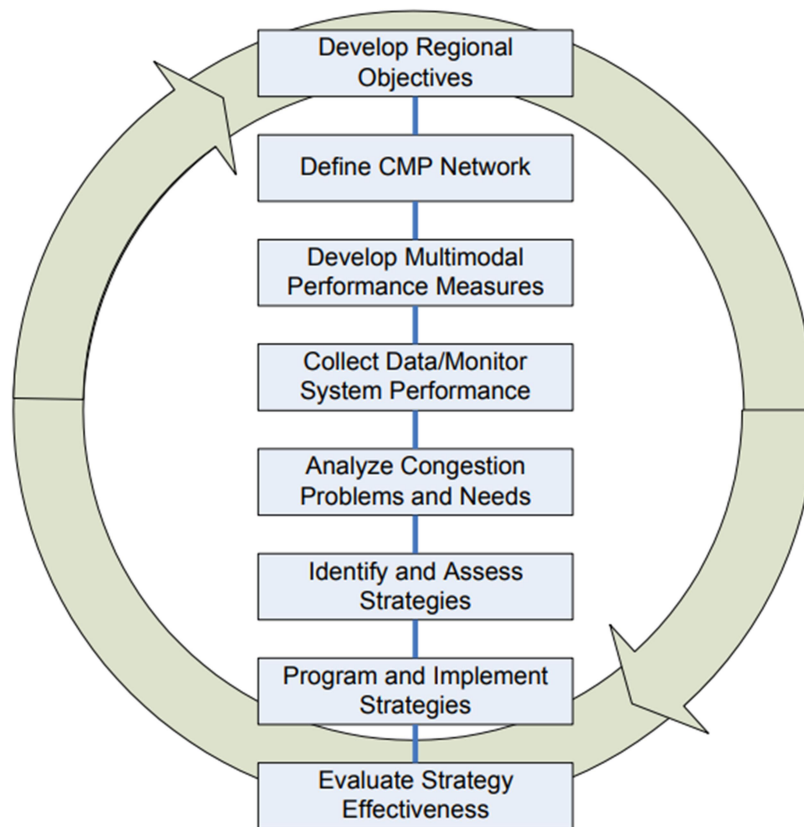 Develop Regional
Objectives
Define CMP Network
Develop Multimodal
Performance Measures
Collect Data/Monitor
System Performance
Analyze Congestion
Problems and Needs
Identify and Assess
Strategies
Program and Implement
Strategies
Evaluate Strategy
Effectiveness